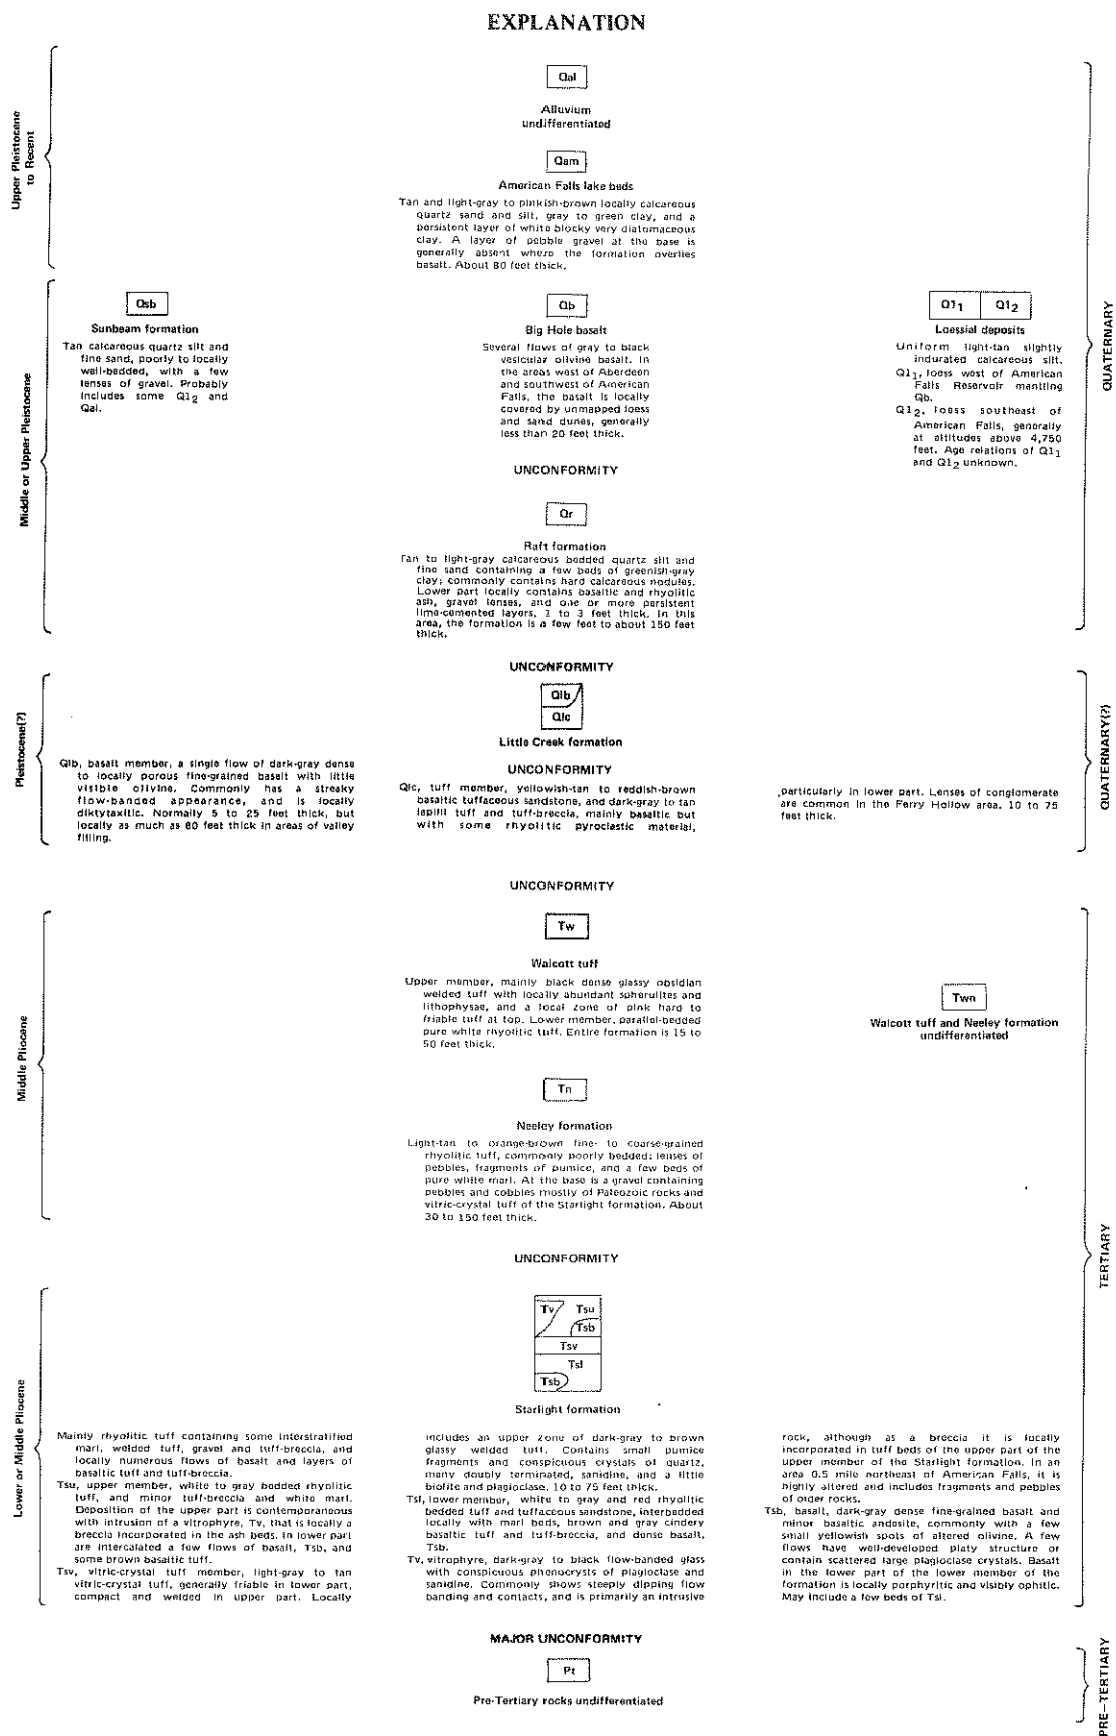 EXPLANATION
Upper Pleistocene
to Recent
Qal
Alluvium
undifferentiated
Qam
American Falls lake beds
Tan and light-gray to pinkish-brown locally calcareous
quartz sand and silt, gray to green clay, and a
persistent layer of white blocky very diatomaceous
clay. A layer of pebble gravel at the base is
generally absent where the formation overlies
basalt. About 80 feet thick.
QUATERNARY
Middle or Upper Pleistocene
Qsb
Sunbeam formation
Tan calcareous quartz silt and
fine sand, poorly to locally
well-bedded, with a few
lenses of gravel. Probably
includes some Ql2 and
Qal.
Qb
Big Hole basalt
Several flows of gray to black
vesicular olivine basalt. In
the areas west of Aberdeen
and southwest of American
Falls, the basalt is locally
covered by unmapped loess
and sand dunes, generally
less than 20 feet thick.
Ql1 Ql2
Loessial deposits
Uniform light-tan slightly
indurated calcareous silt.
Ql1, loess west of American
Falls Reservoir mantling
Qb.
Ql2, loess southeast of
American Falls, generally
at altitudes above 4,750
feet. Age relations of Ql1
and Ql2 unknown.
UNCONFORMITY
Qr
Raft formation
Tan to light-gray calcareous bedded quartz silt and
fine sand containing a few beds of greenish-gray
clay; commonly contains hard calcareous nodules.
Lower part locally contains basaltic and rhyolitic
ash, gravel lenses, and one or more persistent
lime-cemented layers, 1 to 3 feet thick. In this
area, the formation is a few feet to about 150 feet
thick.
UNCONFORMITY
Pleistocene(?)
QUATERNARY(?)
Qlb
Qlc
Little Creek formation
Qlb, basalt member, a single flow of dark-gray dense
to locally porous fine-grained basalt with little
visible olivine. Commonly has a streaky
flow-banded appearance, and is locally
diktytaxitic. Normally 5 to 25 feet thick, but
locally as much as 80 feet thick in areas of valley
filling.
UNCONFORMITY
Qlc, tuff member, yellowish-tan to reddish-brown
basaltic tuffaceous sandstone, and dark-gray to tan
lapilli tuff and tuff-breccia, mainly basaltic but
with some rhyolitic pyroclastic material,
particularly in lower part. Lenses of conglomerate
are common in the Ferry Hollow area. 10 to 75
feet thick.
UNCONFORMITY
Middle Pliocene
TERTIARY
Tw
Walcott tuff
Upper member, mainly black dense glassy obsidian
welded tuff with locally abundant spherulites and
lithophysae, and a local zone of pink hard to
friable tuff at top. Lower member, parallel-bedded
pure white rhyolitic tuff. Entire formation is 15 to
50 feet thick.
Twn
Walcott tuff and Neeley formation
undifferentiated
Tn
Neeley formation
Light-tan to orange-brown fine- to coarse-grained
rhyolitic tuff, commonly poorly bedded; lenses of
pebbles, fragments of pumice, and a few beds of
pure white marl. At the base is a gravel containing
pebbles and cobbles mostly of Paleozoic rocks and
vitric-crystal tuff of the Starlight formation. About
30 to 150 feet thick.
UNCONFORMITY
Lower or Middle Pliocene
Tv Tsu
Tsb
Tsv
Tsl
Tsb
Starlight formation
Mainly rhyolitic tuff containing some interstratified
marl, welded tuff, gravel and tuff-breccia, and
locally numerous flows of basalt and layers of
basaltic tuff and tuff-breccia.
Tsu, upper member, white to gray bedded rhyolitic
tuff, and minor tuff-breccia and white marl.
Deposition of the upper part is contemporaneous
with intrusion of a vitrophyre, Tv, that is locally a
breccia incorporated in the ash beds. In lower part
are intercalated a few flows of basalt, Tsb, and
some brown basaltic tuff.
Tsv, vitric-crystal tuff member, light-gray to tan
vitric-crystal tuff, generally friable in lower part,
compact and welded in upper part. Locally
includes an upper zone of dark-gray to brown
glassy welded tuff. Contains small pumice
fragments and conspicuous crystals of quartz,
many doubly terminated, sanidine, and a little
biotite and plagioclase. 10 to 75 feet thick.
Tsl, lower member, white to gray and red rhyolitic
bedded tuff and tuffaceous sandstone, interbedded
locally with marl beds, brown and gray cindery
basaltic tuff and tuff-breccia, and dense basalt,
Tsb.
Tv, vitrophyre, dark-gray to black flow-banded glass
with conspicuous phenocrysts of plagioclase and
sanidine. Commonly shows steeply dipping flow
banding and contacts, and is primarily an intrusive
rock, although as a breccia it is locally
incorporated in tuff beds of the upper part of the
upper member of the Starlight formation. In an
area 0.5 mile northeast of American Falls, it is
highly altered and includes fragments and pebbles
of older rocks.
Tsb, basalt, dark-gray dense fine-grained basalt and
minor basaltic andesite, commonly with a few
small yellowish spots of altered olivine. A few
flows have well-developed platy structure or
contain scattered large plagioclase crystals. Basalt
in the lower part of the lower member of the
formation is locally porphyritic and visibly ophitic.
May include a few beds of Tsl.
MAJOR UNCONFORMITY
Pt
Pre-Tertiary rocks undifferentiated
PRE-TERTIARY